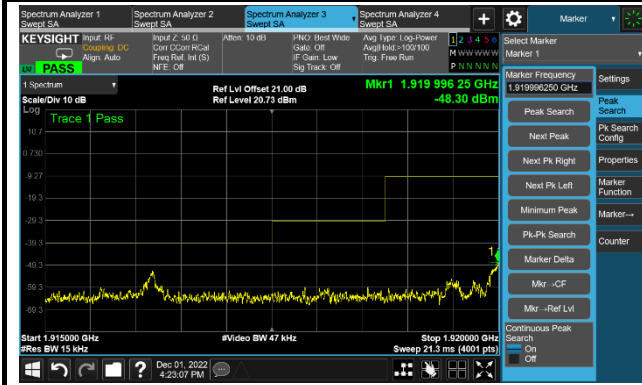 Spectrum Analyzer 1
Swept SA
Spectrum Analyzer 2
Swept SA
Spectrum Analyzer 3
Swept SA
Spectrum Analyzer 4
Swept SA
+
Marker
KEYSIGHT
Input: RF
Coupling: DC
Align: Auto
Input Z: 50 Ω
Corr CCorr RCal
Freq Ref: Int (S)
NFE: Off
Atten: 10 dB
PNO: Best Wide
Gate: Off
IF Gain: Low
Sig Track: Off
Avg Type: Log-Power
Avg|Hold:>100/100
Trig: Free Run
1 2 3 4 5 6
M W W W W W
P N N N N N
PASS
Select Marker
Marker 1
1 Spectrum
Scale/Div 10 dB
Ref Lvl Offset 21.00 dB
Ref Level 20.73 dBm
Mkr1 1.919 996 25 GHz
-48.30 dBm
Log
Trace 1 Pass
10.7
0.730
-9.27
-19.3
-29.3
-39.3
-49.3
-59.3
-69.3
1
Start 1.915000 GHz
#Res BW 15 kHz
#Video BW 47 kHz
Stop 1.920000 GHz
Sweep 21.3 ms (4001 pts)
Marker Frequency
1.919996250 GHz
Peak Search
Next Peak
Next Pk Right
Next Pk Left
Minimum Peak
Pk-Pk Search
Marker Delta
Mkr→CF
Mkr→Ref Lvl
Continuous Peak
Search
On
Off
Settings
Peak
Search
Pk Search
Config
Properties
Marker
Function
Marker→
Counter
?
Dec 01, 2022
4:23:07 PM